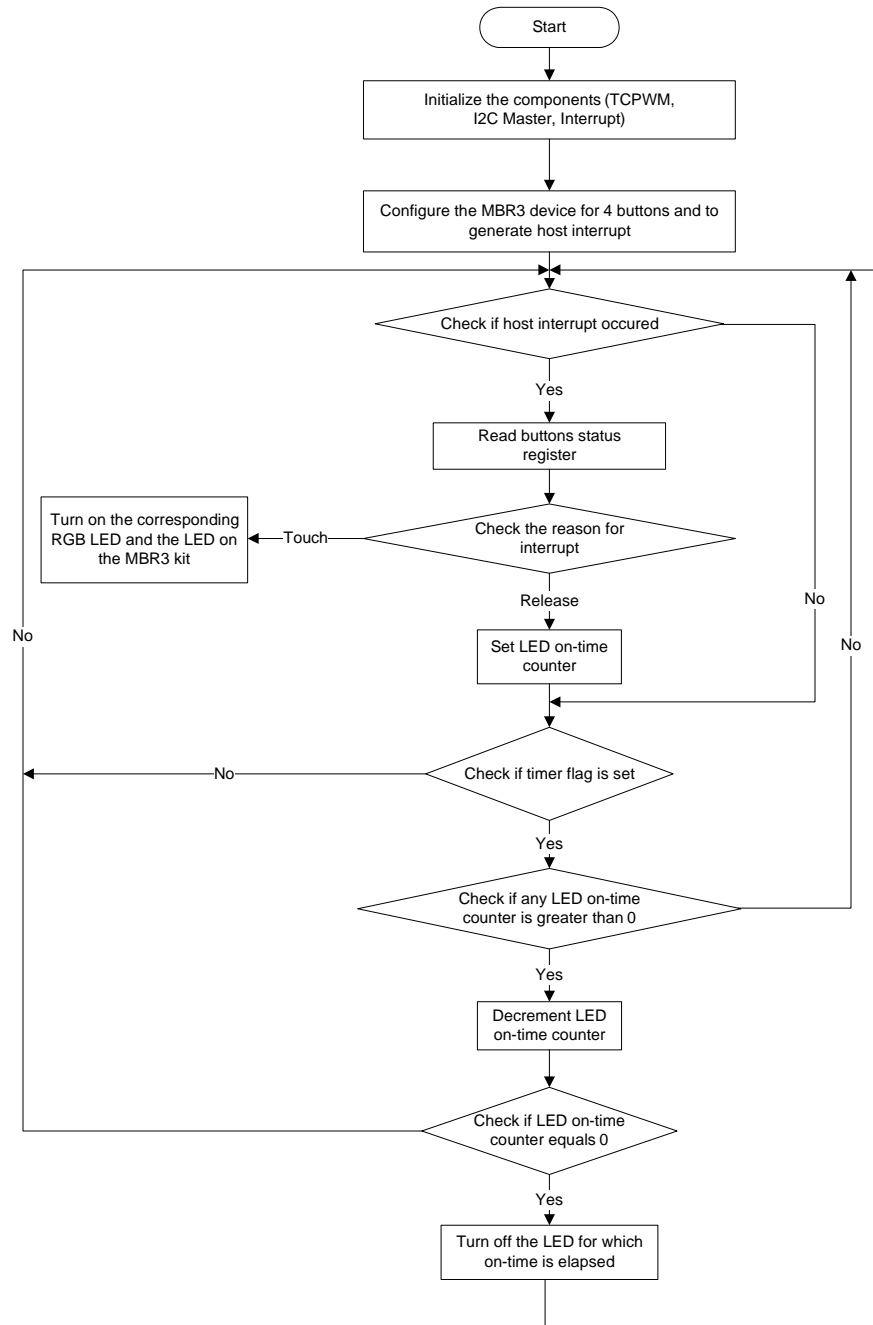 Start
Initialize the components (TCPWM,
I2C Master, Interrupt)
Configure the MBR3 device for 4 buttons and to
generate host interrupt
Check if host interrupt occured
Yes
Read buttons status
register
Turn on the corresponding
RGB LED and the LED on
the MBR3 kit
Touch
Check the reason for
interrupt
Release
No
No
No
Set LED on-time
counter
No
Check if timer flag is set
Yes
Check if any LED on-time
counter is greater than 0
Yes
Decrement LED
on-time counter
Check if LED on-time
counter equals 0
Yes
Turn off the LED for which
on-time is elapsed